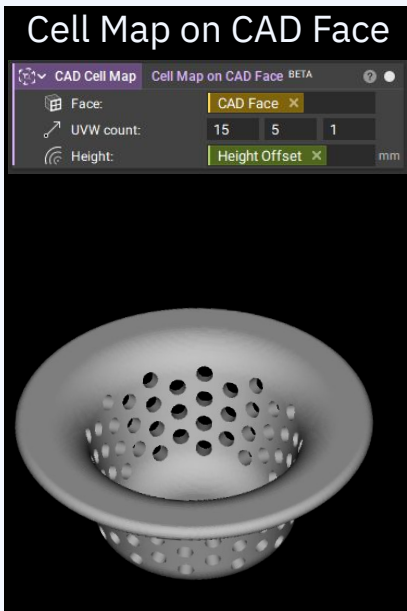 Cell Map on CAD Face
CAD Cell Map Cell Map on CAD Face BETA ?
Face: CAD Face ×
UVW count: 15 5 1
Height: Height Offset × mm